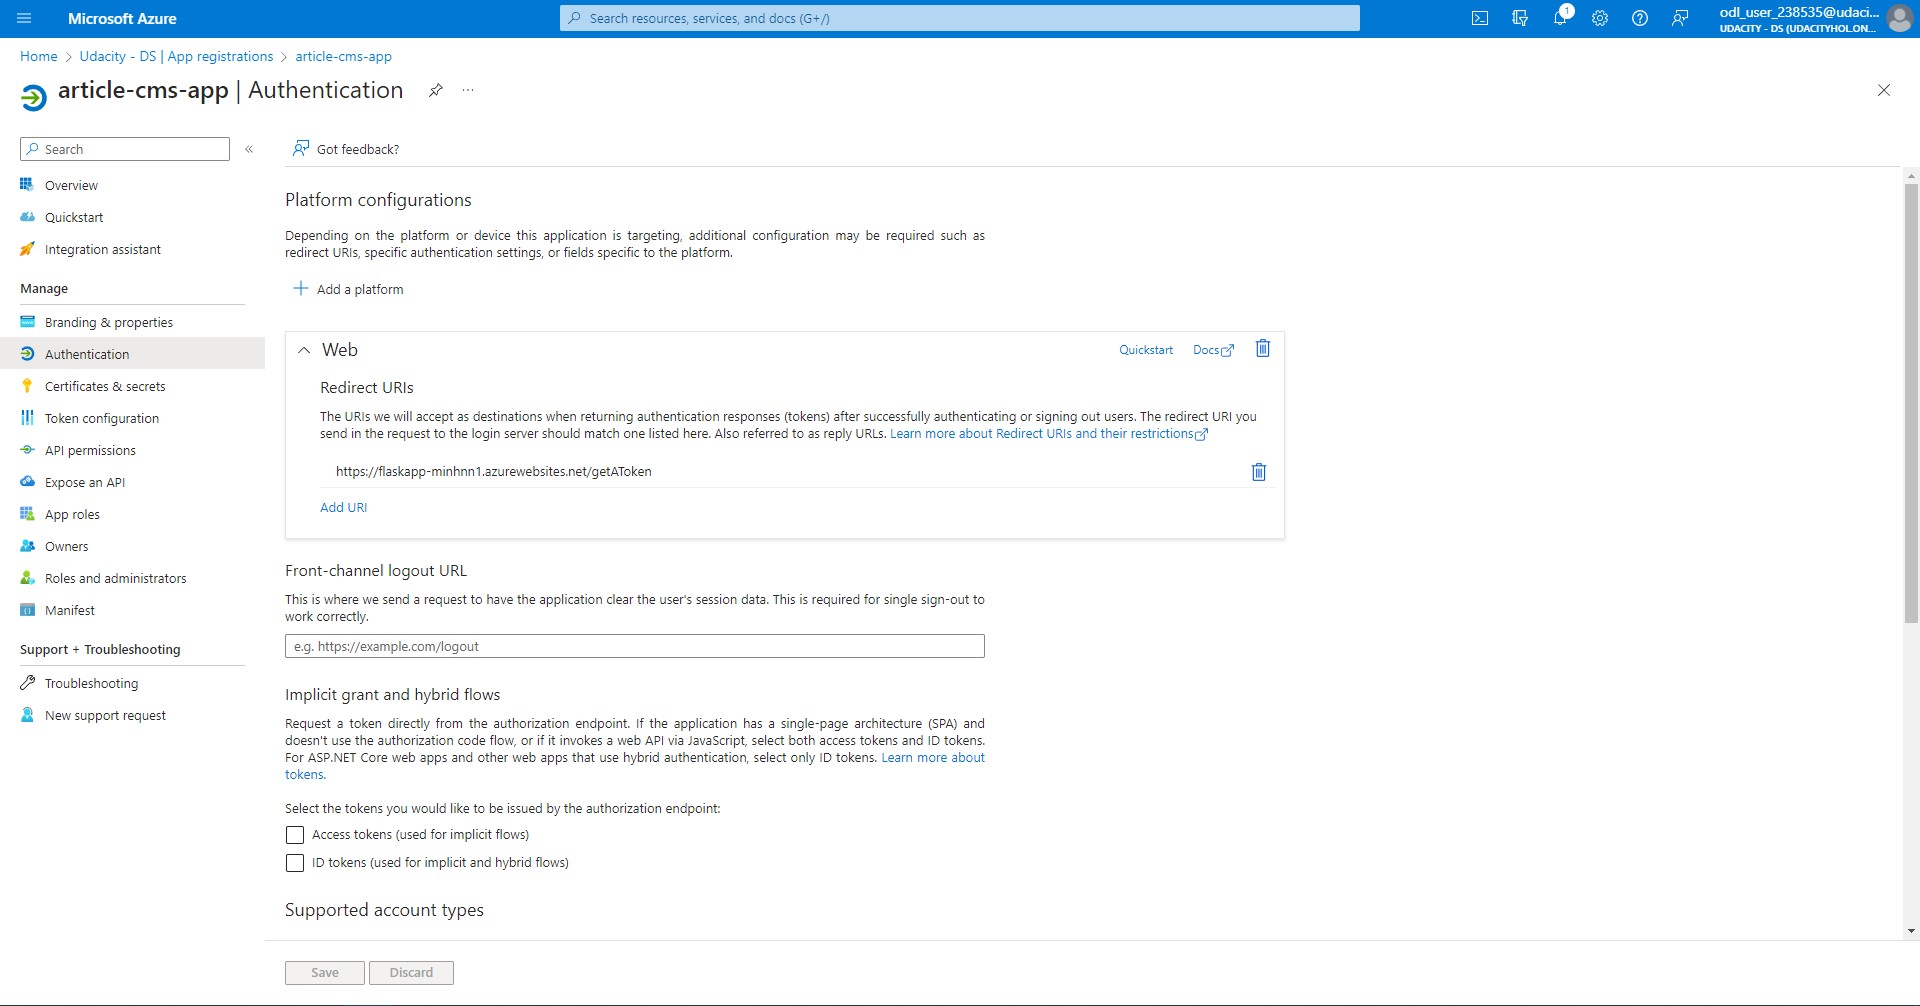 Microsoft Azure
Search resources, services, and docs (G+/)
1
odl_user_238535@udaci...
UDACITY - DS (UDACITYHOL.ON...
Home > Udacity - DS | App registrations > article-cms-app
article-cms-app | Authentication
Search
«
Got feedback?
Overview
Quickstart
Integration assistant
Manage
Branding & properties
Authentication
Certificates & secrets
Token configuration
API permissions
Expose an API
App roles
Owners
Roles and administrators
Manifest
Support + Troubleshooting
Troubleshooting
New support request
Platform configurations
Depending on the platform or device this application is targeting, additional configuration may be required such as
redirect URIs, specific authentication settings, or fields specific to the platform.
Add a platform
Web
Quickstart
Docs
Redirect URIs
The URIs we will accept as destinations when returning authentication responses (tokens) after successfully authenticating or signing out users. The redirect URI you
send in the request to the login server should match one listed here. Also referred to as reply URLs. Learn more about Redirect URIs and their restrictions
https://flaskapp-minhnn1.azurewebsites.net/getAToken
Add URI
Front-channel logout URL
This is where we send a request to have the application clear the user's session data. This is required for single sign-out to
work correctly.
e.g. https://example.com/logout
Implicit grant and hybrid flows
Request a token directly from the authorization endpoint. If the application has a single-page architecture (SPA) and
doesn't use the authorization code flow, or if it invokes a web API via JavaScript, select both access tokens and ID tokens.
For ASP.NET Core web apps and other web apps that use hybrid authentication, select only ID tokens. Learn more about
tokens.
Select the tokens you would like to be issued by the authorization endpoint:
Access tokens (used for implicit flows)
ID tokens (used for implicit and hybrid flows)
Supported account types
Save
Discard